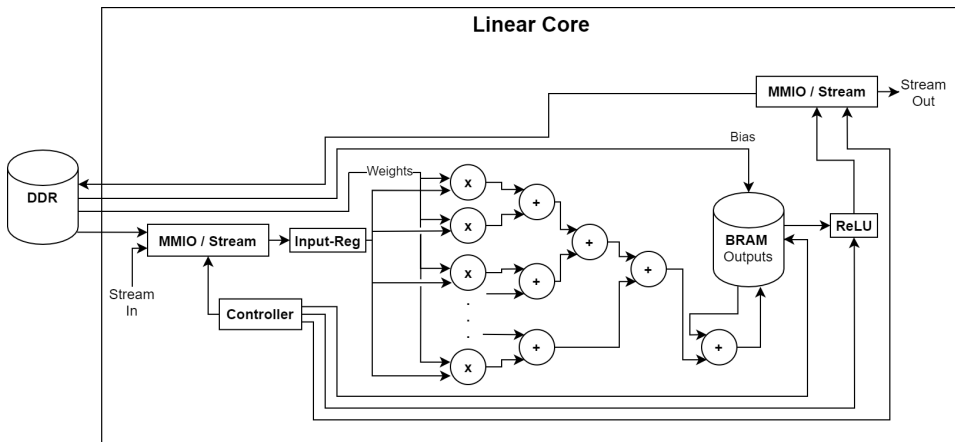 Linear Core
MMIO / Stream
Stream
Out
Bias
Weights
DDR
x
+
x
BRAM
Outputs
ReLU
MMIO / Stream
Input-Reg
+
x
+
+
Stream
In
Controller
. .
. .
. .
+
+
x